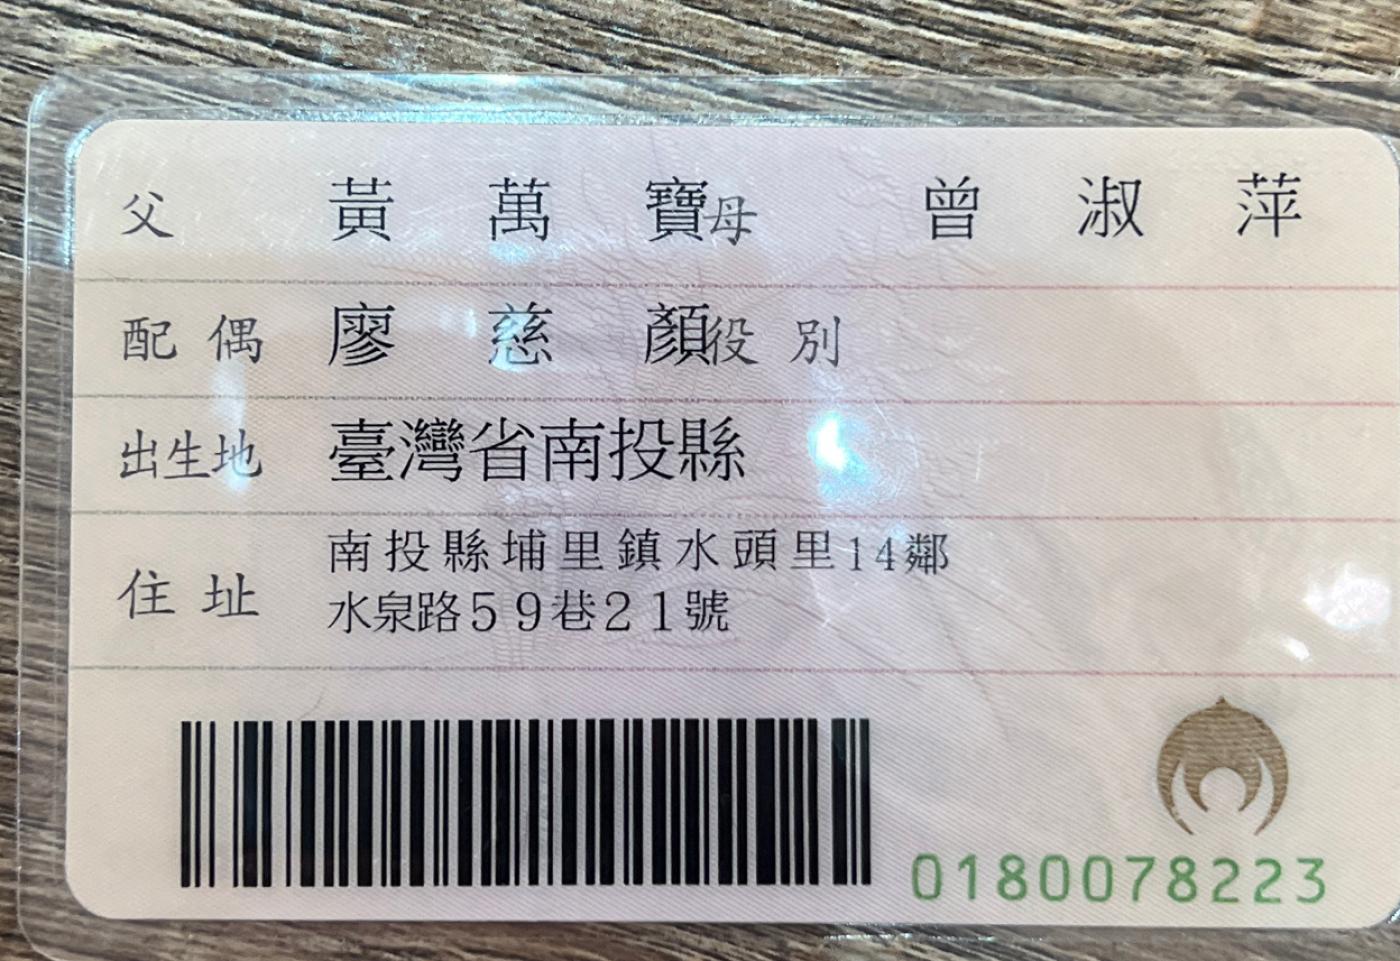 父 黃萬寶 母 曾淑萍
配偶 廖慈顏 役別
出生地 臺灣省南投縣
住址 南投縣埔里鎮水頭里14鄰
水泉路59巷21號
0180078223